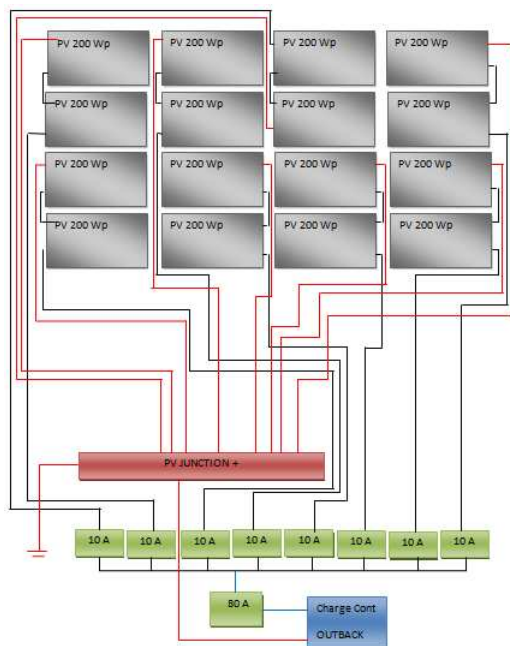 PV 200 Wp PV 200 Wp PV 200 Wp PV 200 Wp
PV 200 Wp PV 200 Wp PV 200 Wp PV 200 Wp
PV 200 Wp PV 200 Wp PV 200 Wp PV 200 Wp
PV 200 Wp PV 200 Wp PV 200 Wp PV 200 Wp
PV JUNCTION +
10 A 10 A 10 A 10 A 10 A 10 A 10 A 10 A
80 A
Charge Cont
OUTBACK